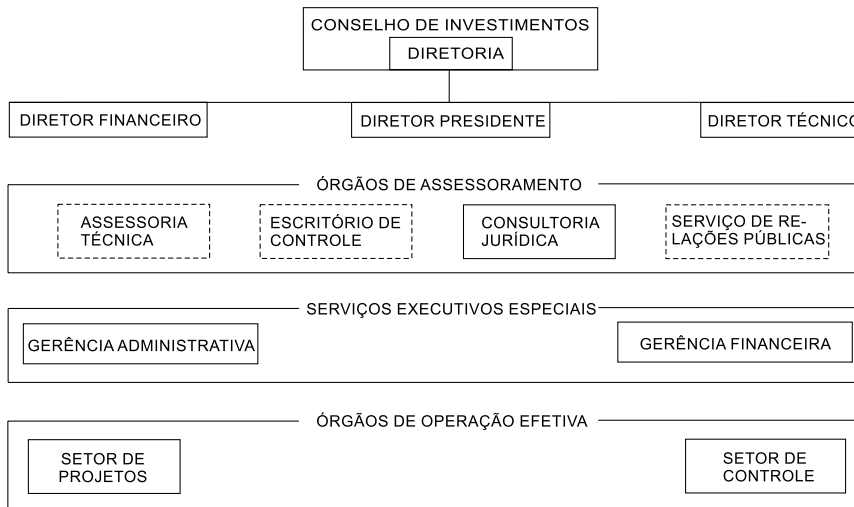 CONSELHO DE INVESTIMENTOS
DIRETORIA
DIRETOR FINANCEIRO
DIRETOR PRESIDENTE
DIRETOR TÉCNICO
ÓRGÃOS DE ASSESSORAMENTO
ASSESSORIA
TÉCNICA
ESCRITÓRIO DE
CONTROLE
CONSULTORIA
JURÍDICA
SERVIÇO DE RE-
LAÇÕES PÚBLICAS
SERVIÇOS EXECUTIVOS ESPECIAIS
GERÊNCIA ADMINISTRATIVA
GERÊNCIA FINANCEIRA
ÓRGÃOS DE OPERAÇÃO EFETIVA
SETOR DE
PROJETOS
SETOR DE
CONTROLE